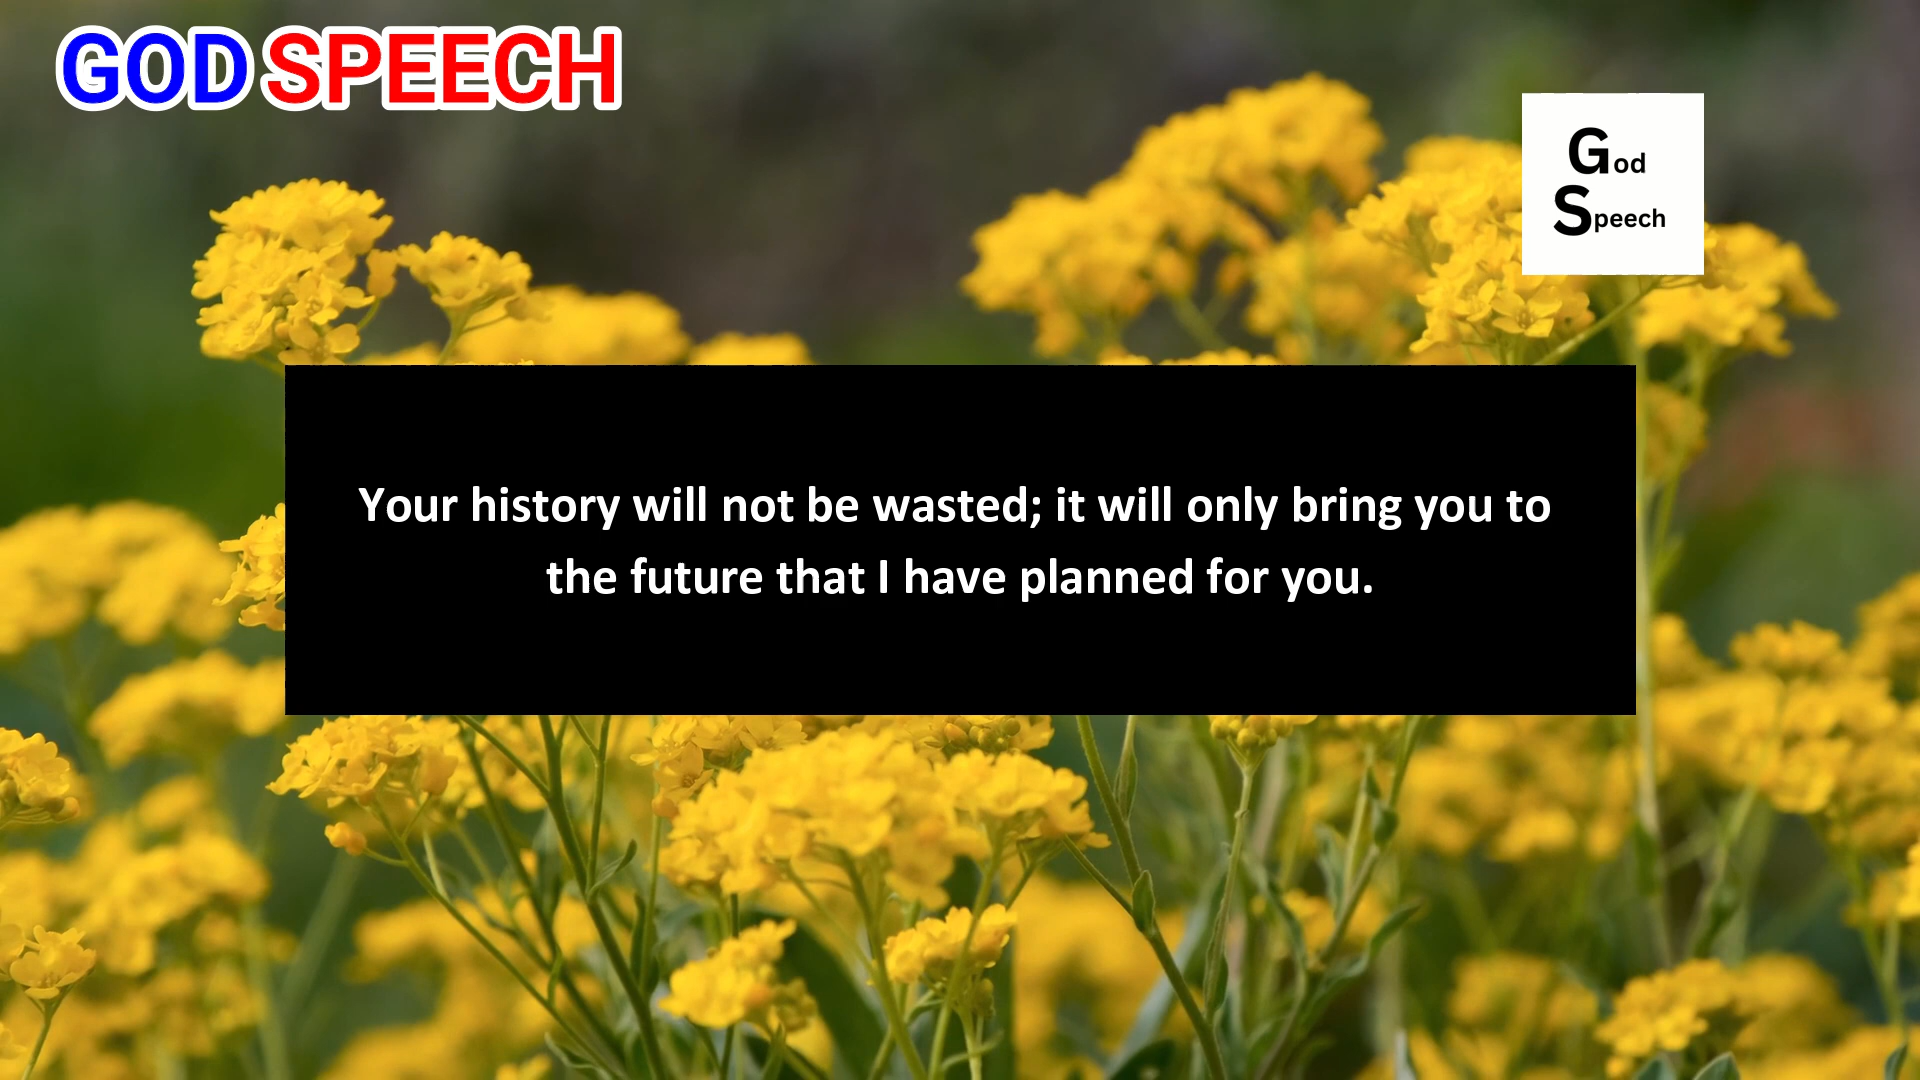 GOD SPEECH
God
Speech
Your history will not be wasted; it will only bring you to
the future that I have planned for you.